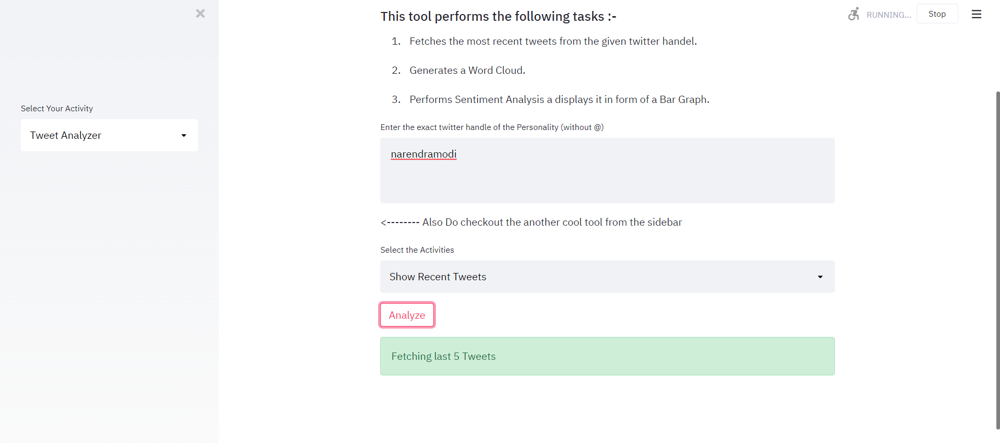 Select Your Activity
Tweet Analyzer
RUNNING...
Stop
This tool performs the following tasks :-
1. Fetches the most recent tweets from the given twitter handel.
2. Generates a Word Cloud.
3. Performs Sentiment Analysis a displays it in form of a Bar Graph.
Enter the exact twitter handle of the Personality (without @)
narendramodi
<-------- Also Do checkout the another cool tool from the sidebar
Select the Activities
Show Recent Tweets
Analyze
Fetching last 5 Tweets